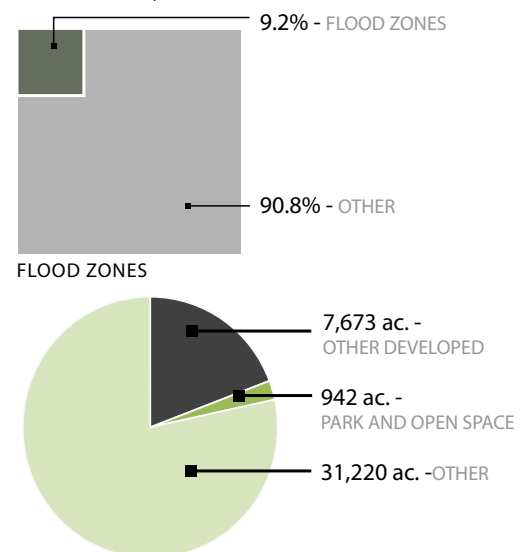 9.2% - FLOOD ZONES
90.8% - OTHER
FLOOD ZONES
7,673 ac. -
OTHER DEVELOPED
942 ac. -
PARK AND OPEN SPACE
31,220 ac. -OTHER